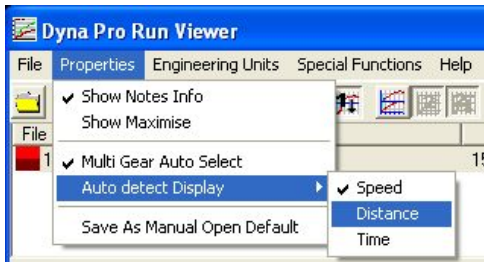 Dyna Pro Run Viewer
File Properties Engineering Units Special Functions Help
Show Notes Info
Show Maximise
File
1 15
Multi Gear Auto Select
Auto detect Display Speed
Distance
Save As Manual Open Default
Time